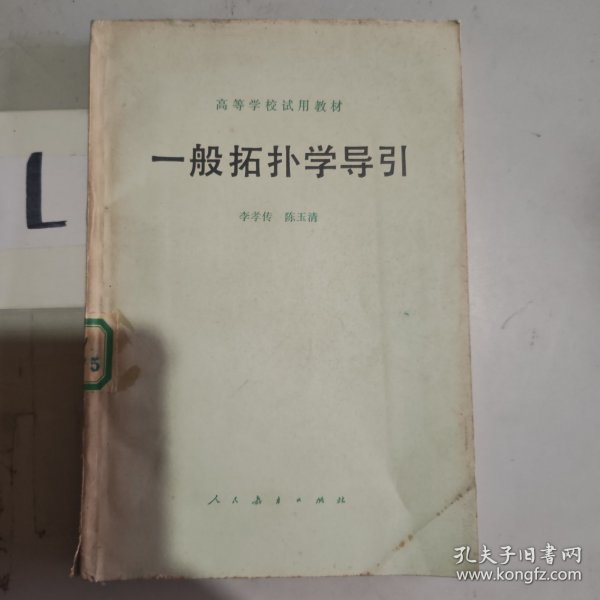 高等学校试用教材
一般拓扑学导引
李孝传 陈玉清
L
5
人民教育出版社
孔夫子旧书网
www.kongfz.com